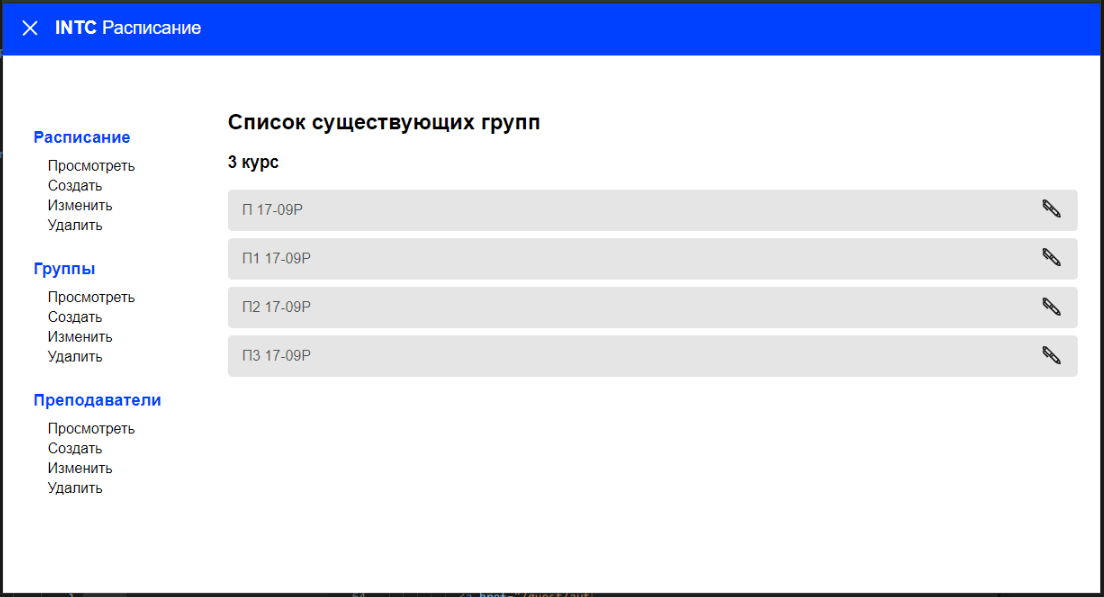 INTC Расписание
Расписание
Просмотреть
Создать
Изменить
Удалить
Группы
Просмотреть
Создать
Изменить
Удалить
Преподаватели
Просмотреть
Создать
Изменить
Удалить
Список существующих групп
3 курс
П 17-09Р
П1 17-09Р
П2 17-09Р
П3 17-09Р